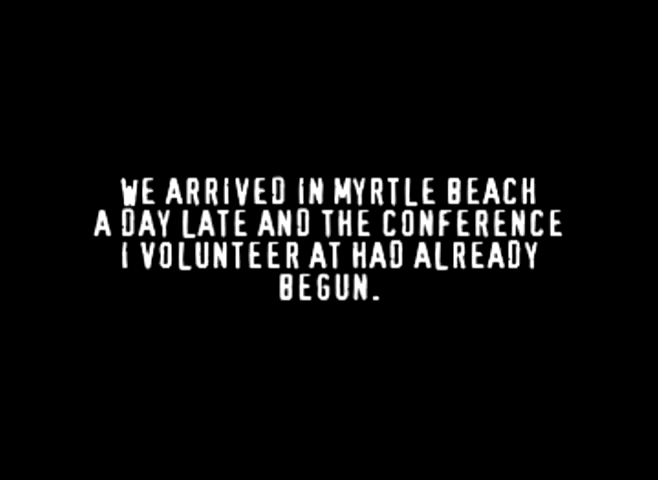 WE ARRIVED IN MYRTLE BEACH
A DAY LATE AND THE CONFERENCE
I VOLUNTEER AT HAD ALREADY
BEGUN.